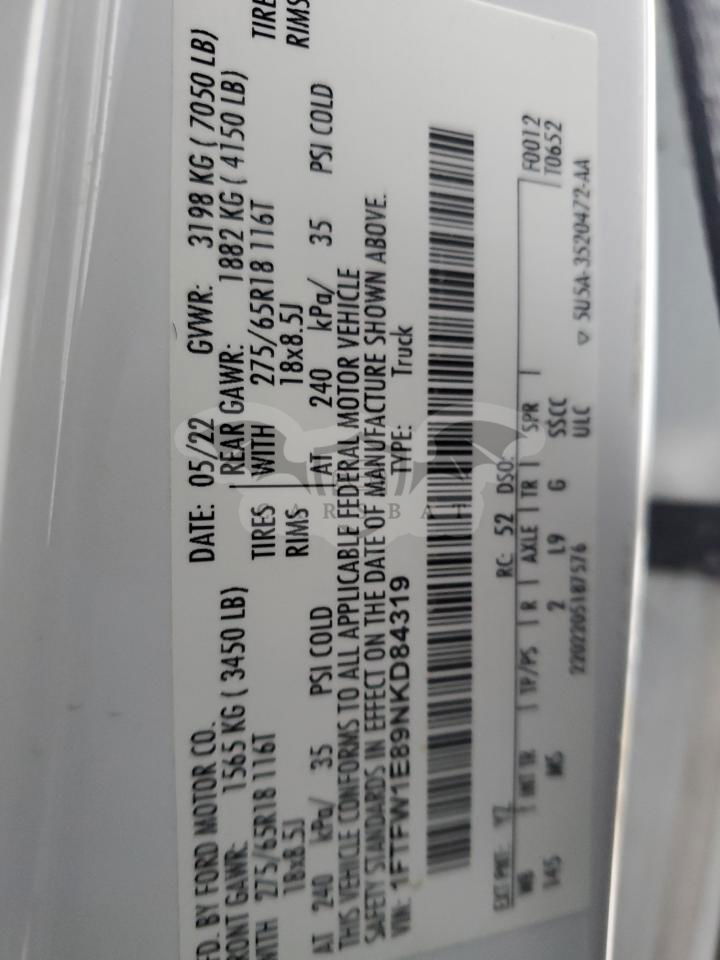 FD. BY FORD MOTOR CO. DATE: 05/22 GVWR: 3198 KG ( 7050 LB)
RONT GAWR: 1565 KG ( 3450 LB) REAR GAWR: 1882 KG ( 4150 LB)
WITH 275/65R18 116T TIRES WITH 275/65R18 116T TIRE
18x8.5J RIMS 18x8.5J RIMS
AT 240 kPa/ 35 PSI COLD AT 240 kPa/ 35 PSI COLD
THIS VEHICLE CONFORMS TO ALL APPLICABLE FEDERAL MOTOR VEHICLE
SAFETY STANDARDS IN EFFECT ON THE DATE OF MANUFACTURE SHOWN ABOVE.
VIN: 1FTFW1E89NKD84319 TYPE: Truck
EXT PNT: YZ RC: 52 DSO: F0012
WB INT TR TP/PS R AXLE TR SPR T0652
145 MS 2 L9 G SSCC
2202205187576 ULC 5U5A-3520472-AA